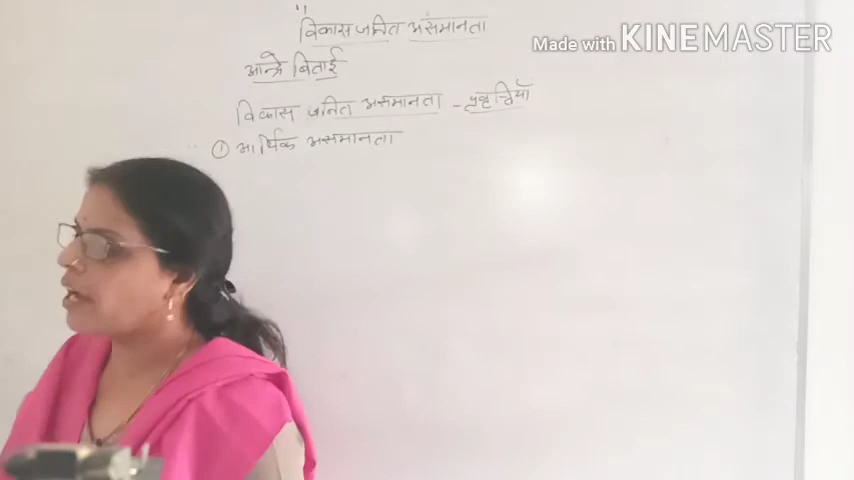 " विकास जनित असमानता
Made with KINEMASTER
आन्द्रे बिताई
विकास जनित असमानता - प्रवृत्तियाँ
① आर्थिक असमानता